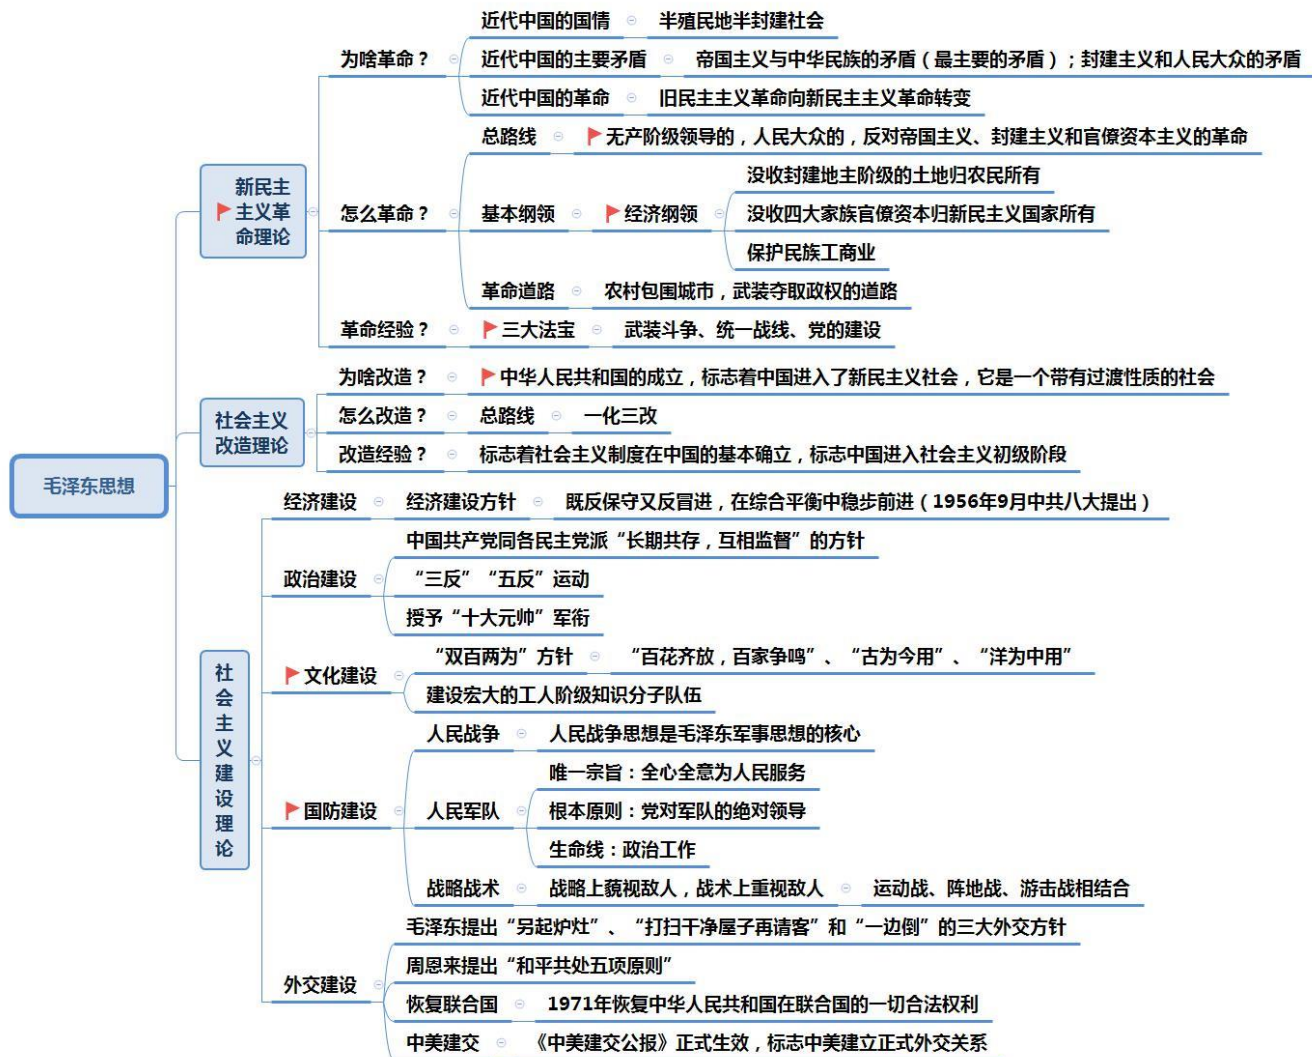 毛泽东思想
新民主
主义革
命理论
为啥革命？
近代中国的国情
半殖民地半封建社会
近代中国的主要矛盾
帝国主义与中华民族的矛盾（最主要的矛盾）；封建主义和人民大众的矛盾
近代中国的革命
旧民主主义革命向新民主主义革命转变
怎么革命？
总路线
无产阶级领导的，人民大众的，反对帝国主义、封建主义和官僚资本主义的革命
基本纲领
经济纲领
没收封建地主阶级的土地归农民所有
没收四大家族官僚资本归新民主义国家所有
保护民族工商业
革命道路
农村包围城市，武装夺取政权的道路
革命经验？
三大法宝
武装斗争、统一战线、党的建设
社会主义
改造理论
为啥改造？
中华人民共和国的成立，标志着中国进入了新民主义社会，它是一个带有过渡性质的社会
怎么改造？
总路线
一化三改
改造经验？
标志着社会主义制度在中国的基本确立，标志中国进入社会主义初级阶段
社
会
主
义
建
设
理
论
经济建设
经济建设方针
既反保守又反冒进，在综合平衡中稳步前进（1956年9月中共八大提出）
政治建设
中国共产党同各民主党派“长期共存，互相监督”的方针
“三反”“五反”运动
授予“十大元帅”军衔
文化建设
“双百两为”方针
“百花齐放，百家争鸣”、“古为今用”、“洋为中用”
建设宏大的工人阶级知识分子队伍
国防建设
人民战争
人民战争思想是毛泽东军事思想的核心
人民军队
唯一宗旨：全心全意为人民服务
根本原则：党对军队的绝对领导
生命线：政治工作
战略战术
战略上藐视敌人，战术上重视敌人
运动战、阵地战、游击战相结合
外交建设
毛泽东提出“另起炉灶”、“打扫干净屋子再请客”和“一边倒”的三大外交方针
周恩来提出“和平共处五项原则”
恢复联合国
1971年恢复中华人民共和国在联合国的一切合法权利
中美建交
《中美建交公报》正式生效，标志中美建立正式外交关系